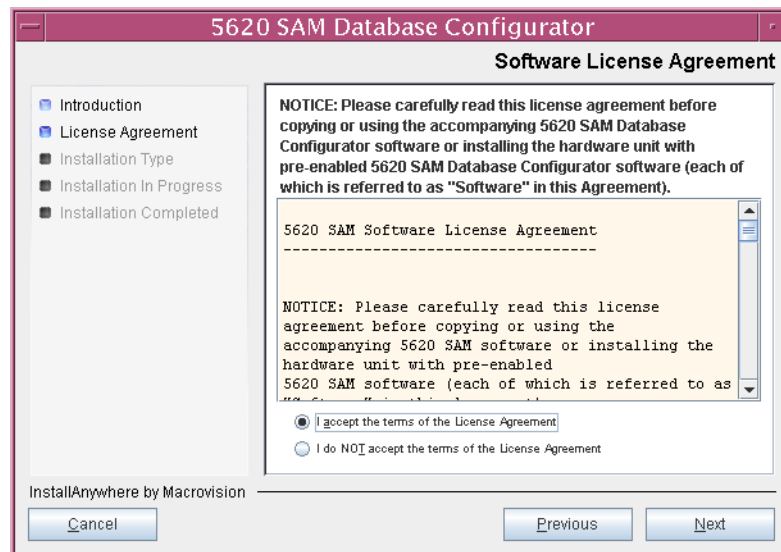 5620 SAM Database Configurator
Software License Agreement
Introduction
License Agreement
Installation Type
Installation In Progress
Installation Completed
NOTICE: Please carefully read this license agreement before
copying or using the accompanying 5620 SAM Database
Configurator software or installing the hardware unit with
pre-enabled 5620 SAM Database Configurator software (each of
which is referred to as "Software" in this Agreement).
5620 SAM Software License Agreement
-----------------------------------
NOTICE: Please carefully read this license
agreement before copying or using the
accompanying 5620 SAM software or installing the
hardware unit with pre-enabled
5620 SAM software (each of which is referred to as
I accept the terms of the License Agreement
I do NOT accept the terms of the License Agreement
InstallAnywhere by Macrovision
Cancel
Previous
Next